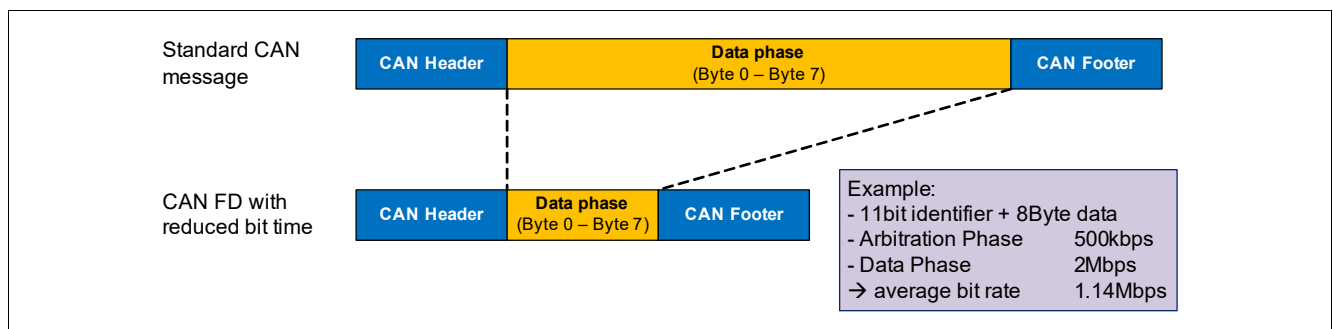 Standard CAN
message
CAN Header
Data phase
(Byte 0 – Byte 7)
CAN Footer
CAN FD with
reduced bit time
CAN Header
Data phase
(Byte 0 – Byte 7)
CAN Footer
Example:
- 11bit identifier + 8Byte data
- Arbitration Phase 500kbps
- Data Phase 2Mbps
→ average bit rate 1.14Mbps